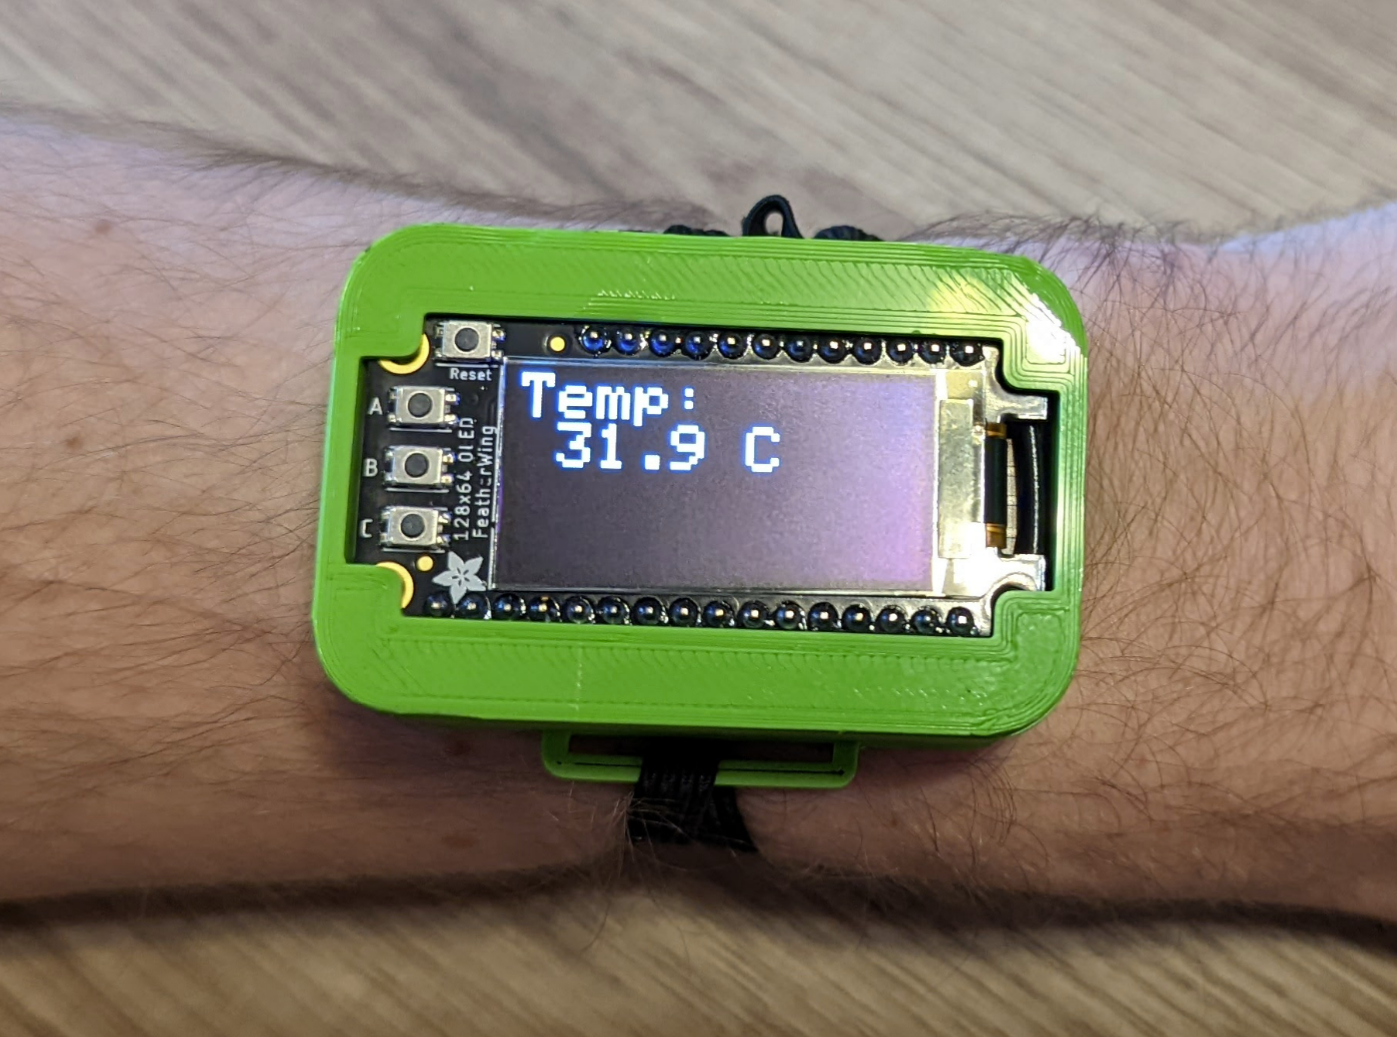 Reset
A
B
C
128x64 OLED
FeatherWing
Temp:
31.9 C